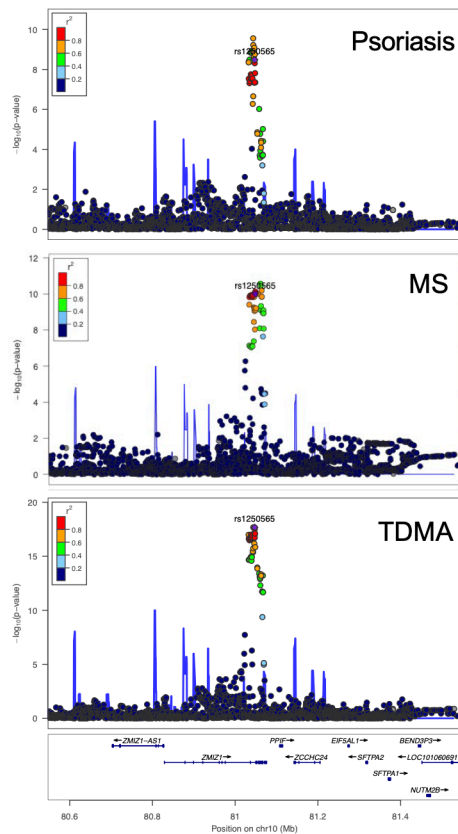 Psoriasis
r²
0.8
0.6
0.4
0.2
rs1250565
10
8
6
4
2
0
−log10(p−value)
MS
r²
0.8
0.6
0.4
0.2
rs1250565
12
10
8
6
4
2
0
−log10(p−value)
TDMA
r²
0.8
0.6
0.4
0.2
rs1250565
20
15
10
5
0
−log10(p−value)
←ZMIZ1−AS1 PPIF→ EIF5AL1→ BEND3P3→
ZMIZ1→ ←ZCCHC24 ←SFTPA2 ←LOC101060691
SFTPA1→
NUTM2B→
80.6 80.8 81 81.2 81.4
Position on chr10 (Mb)